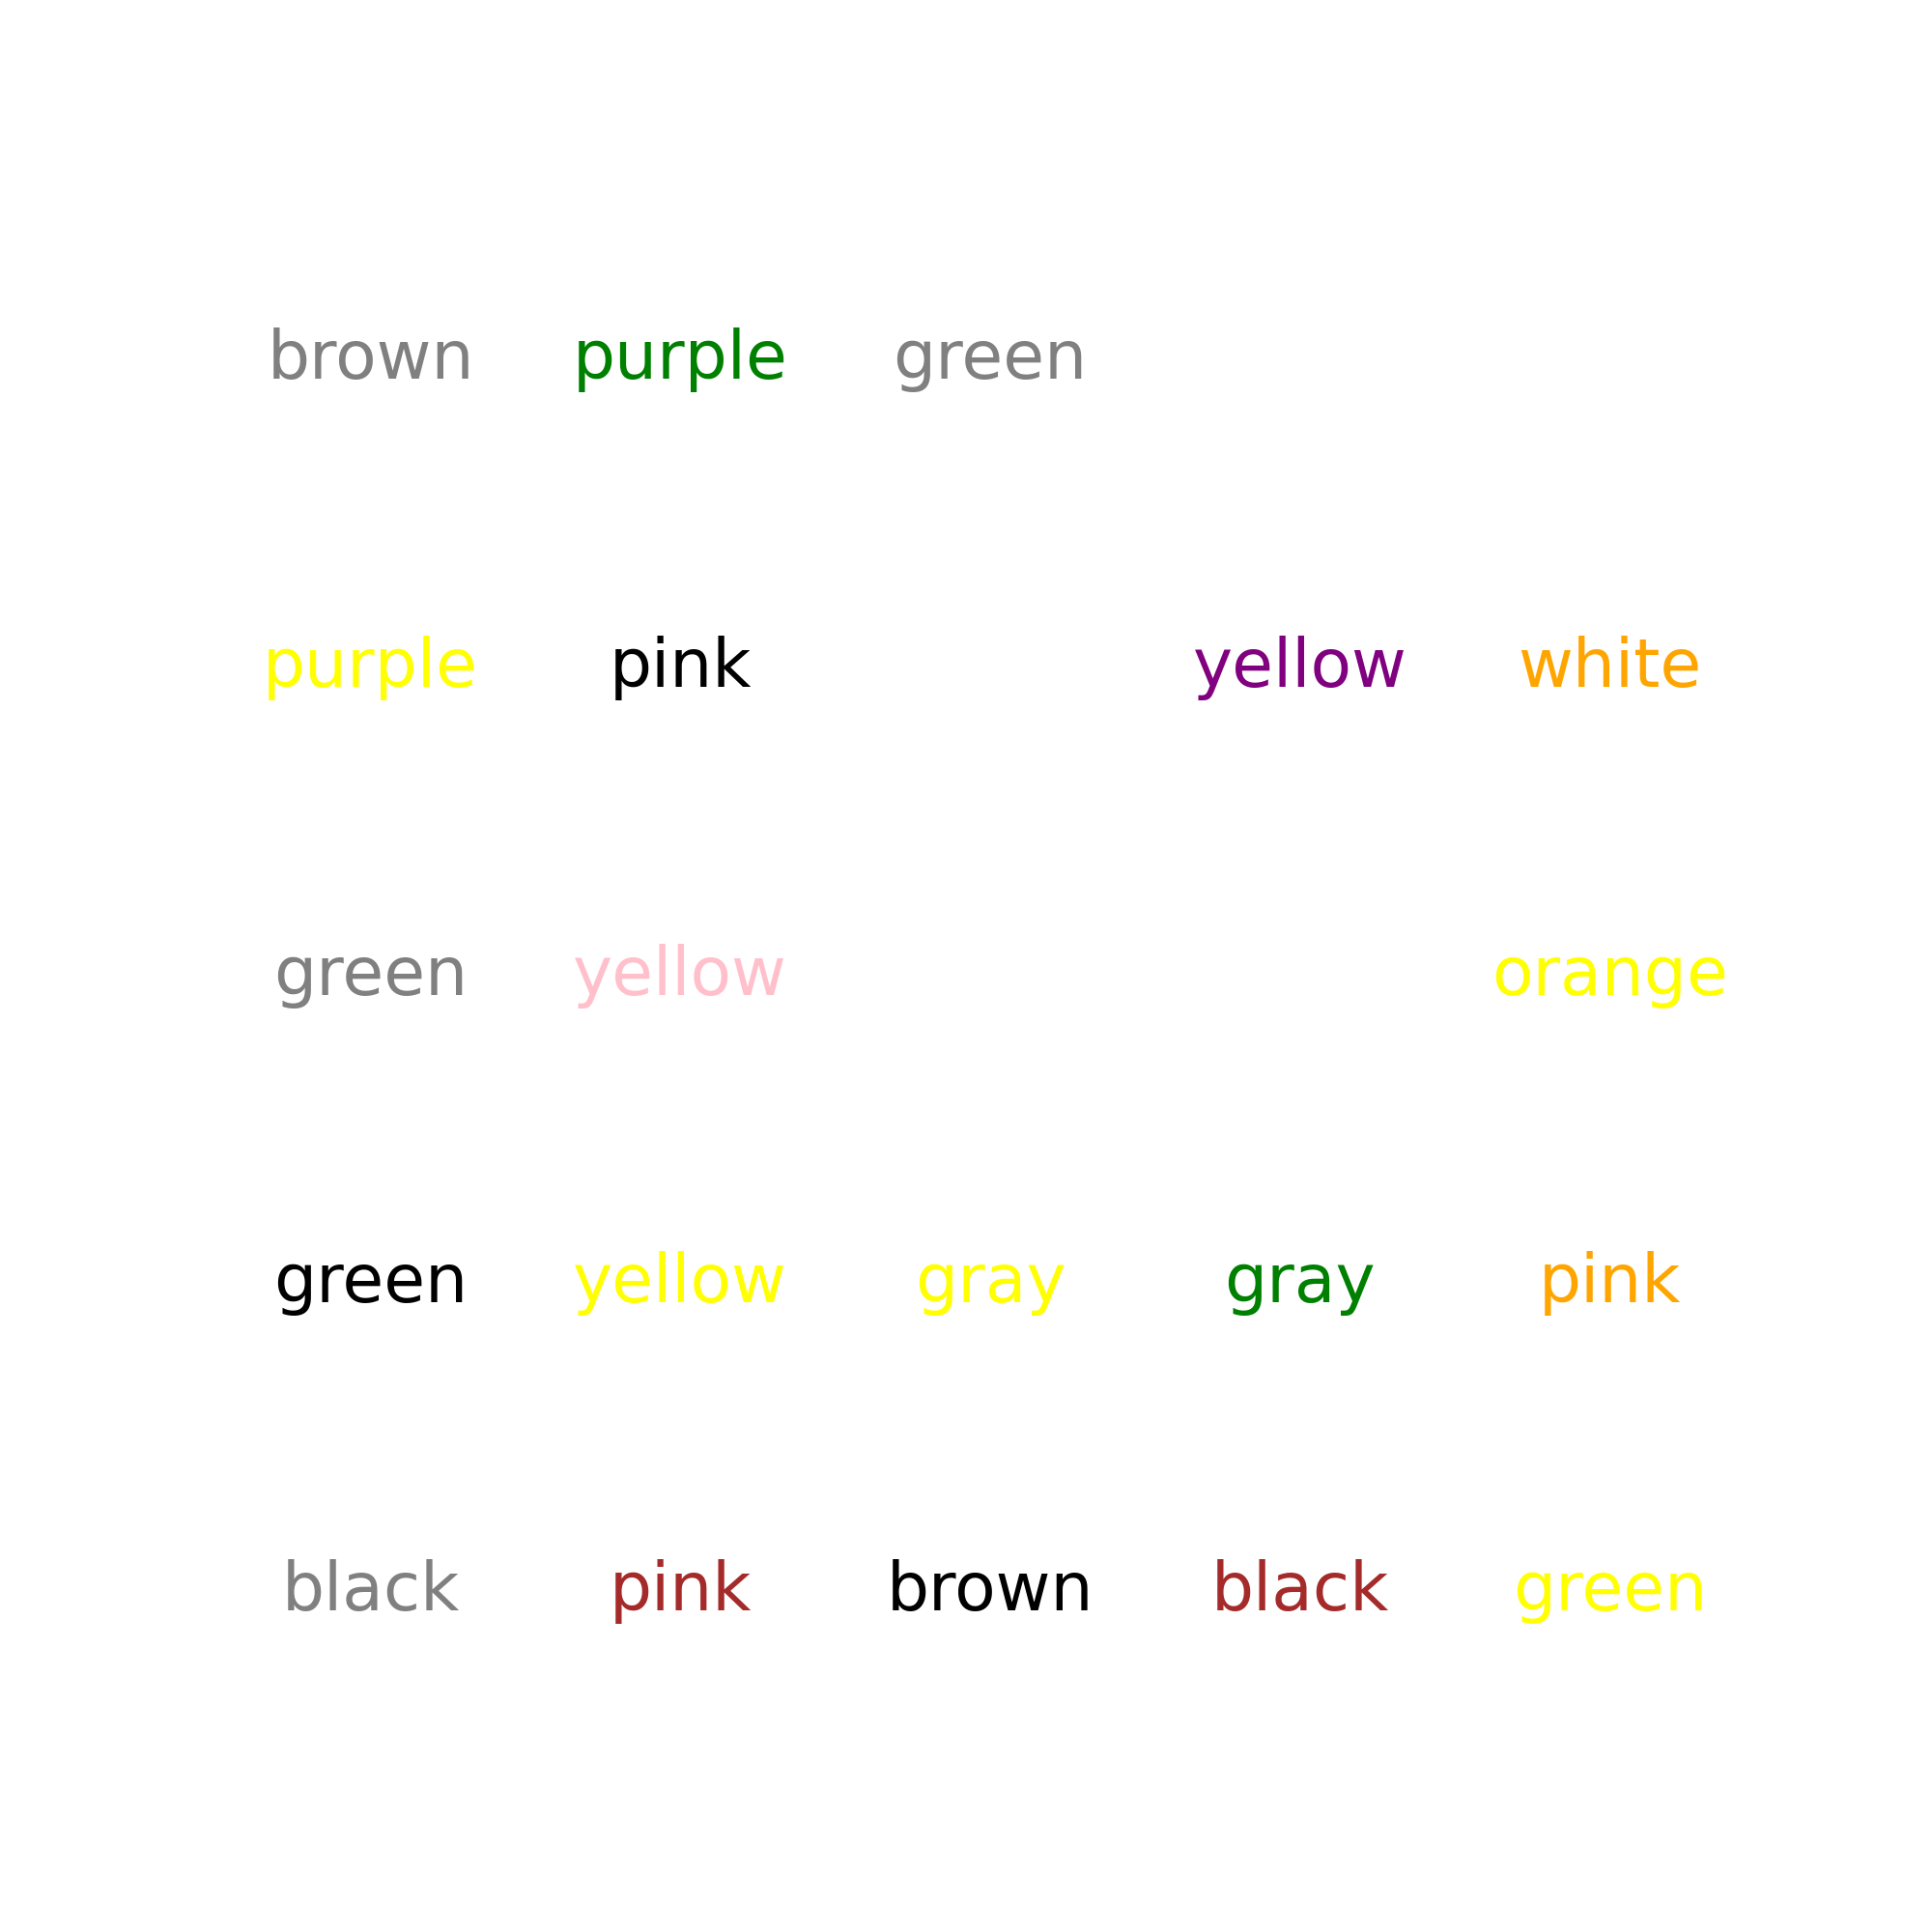 brown purple green
purple pink yellow white
green yellow orange
green yellow gray gray pink
black pink brown black green